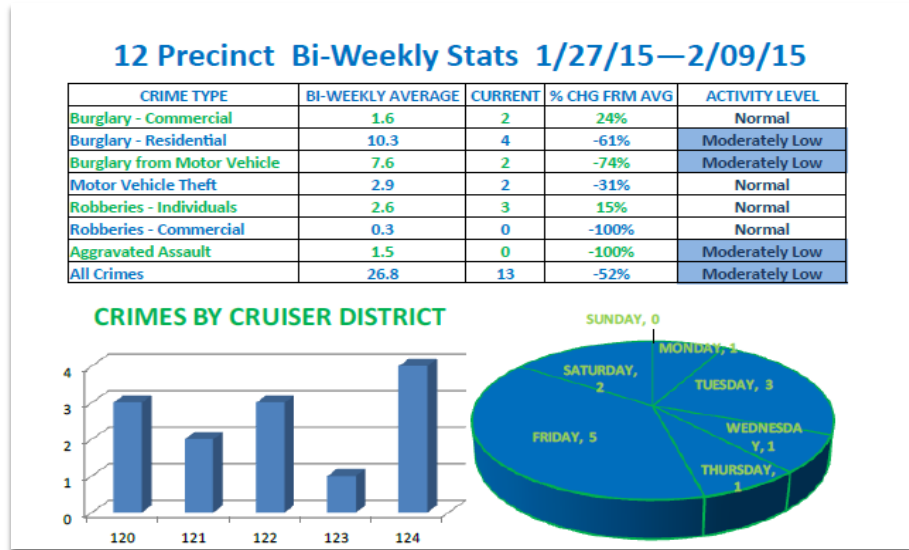 12 Precinct Bi-Weekly Stats 1/27/15—2/09/15
CRIME TYPE BI-WEEKLY AVERAGE CURRENT % CHG FRM AVG ACTIVITY LEVEL
Burglary - Commercial 1.6 2 24% Normal
Burglary - Residential 10.3 4 -61% Moderately Low
Burglary from Motor Vehicle 7.6 2 -74% Moderately Low
Motor Vehicle Theft 2.9 2 -31% Normal
Robberies - Individuals 2.6 3 15% Normal
Robberies - Commercial 0.3 0 -100% Normal
Aggravated Assault 1.5 0 -100% Moderately Low
All Crimes 26.8 13 -52% Moderately Low
CRIMES BY CRUISER DISTRICT
4
3
2
1
0
120 121 122 123 124
SUNDAY, 0
MONDAY, 1
TUESDAY, 3
WEDNESDA
Y, 1
THURSDAY,
1
FRIDAY, 5
SATURDAY,
2